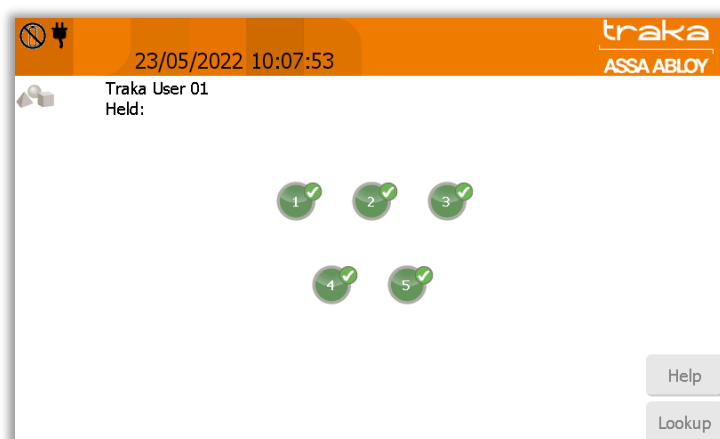 traka
23/05/2022 10:07:53
ASSA ABLOY
Traka User 01
Held:
1 2 3
4 5
Help
Lookup